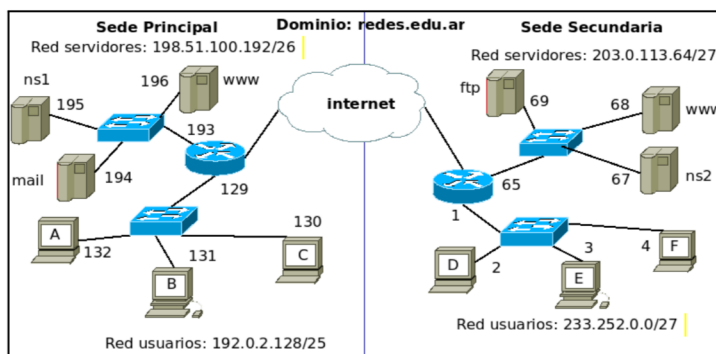 Sede Principal
Dominio: redes.edu.ar
Sede Secundaria
Red servidores: 198.51.100.192/26
Red servidores: 203.0.113.64/27
ns1
196
www
195
193
mail
194
129
internet
ftp
69
68
www
65
67
ns2
1
A
132
131
B
130
C
D
2
3
E
4
F
Red usuarios: 192.0.2.128/25
Red usuarios: 233.252.0.0/27